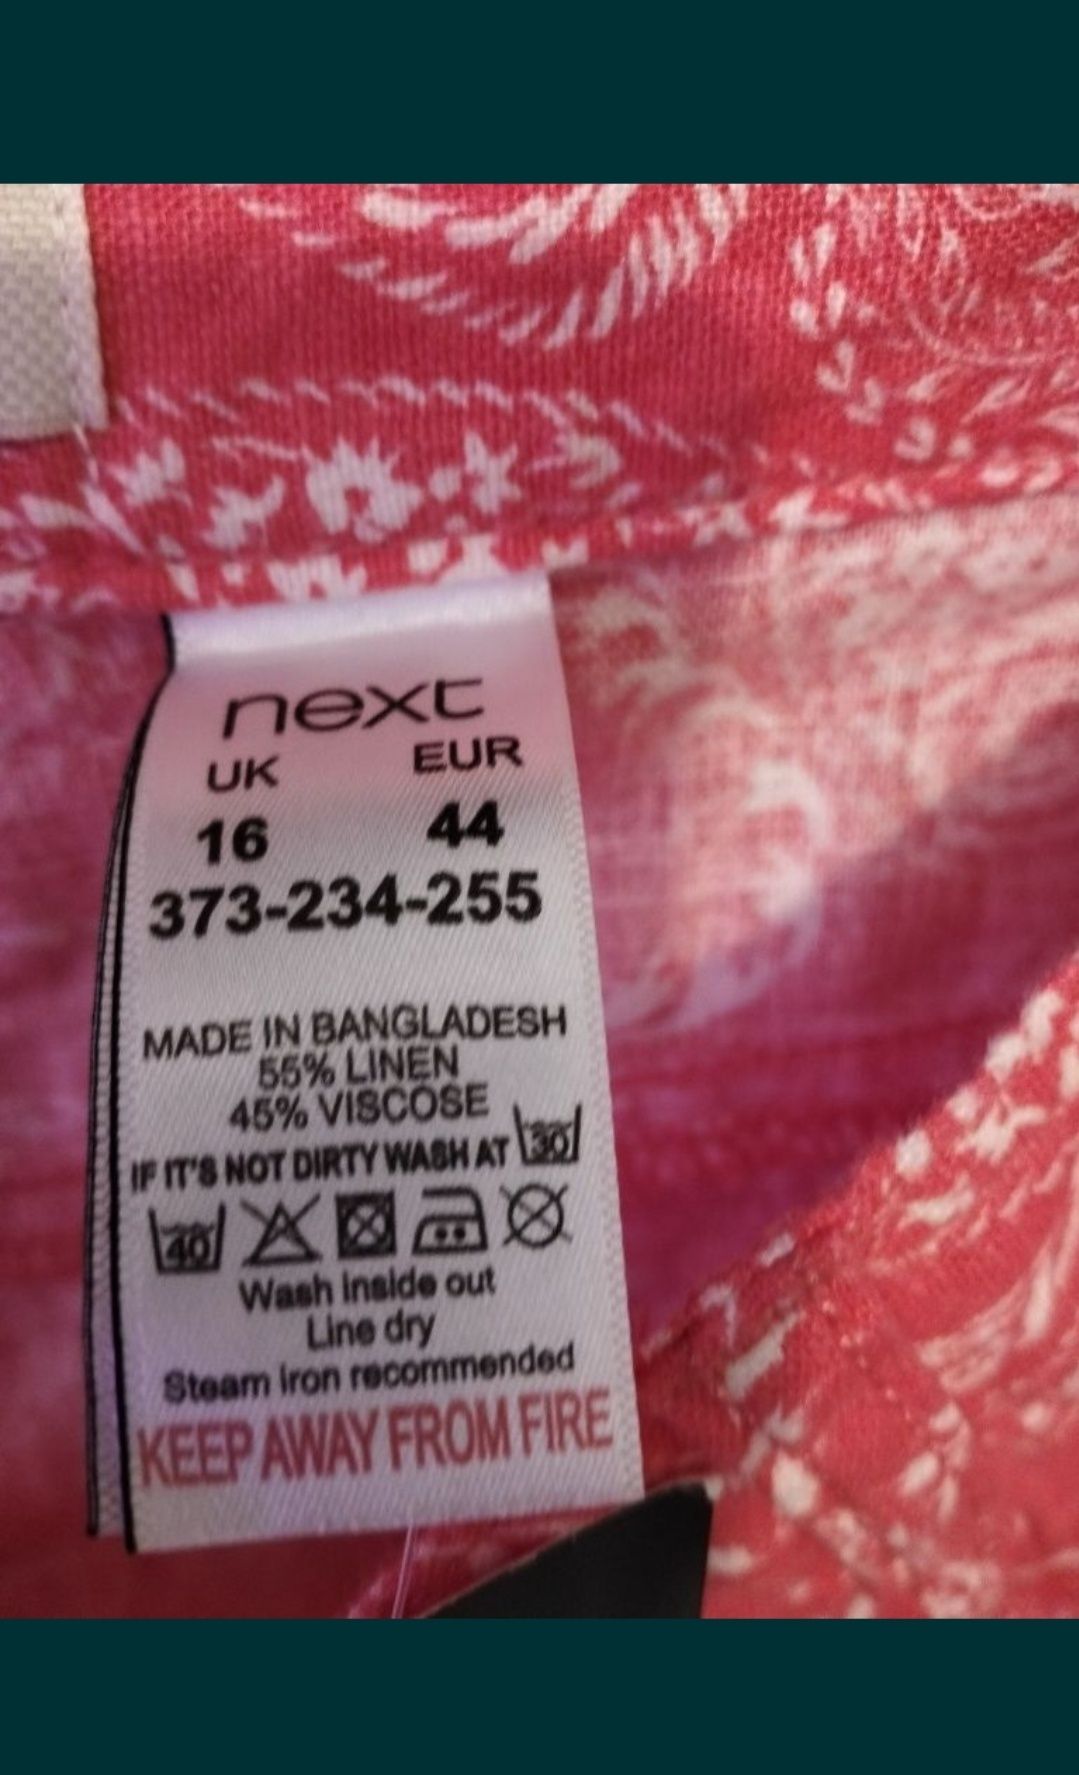 next
UK EUR
16 44
373-234-255
MADE IN BANGLADESH
55% LINEN
45% VISCOSE
IF IT'S NOT DIRTY WASH AT 30
40
Wash inside out
Line dry
Steam iron recommended
KEEP AWAY FROM FIRE